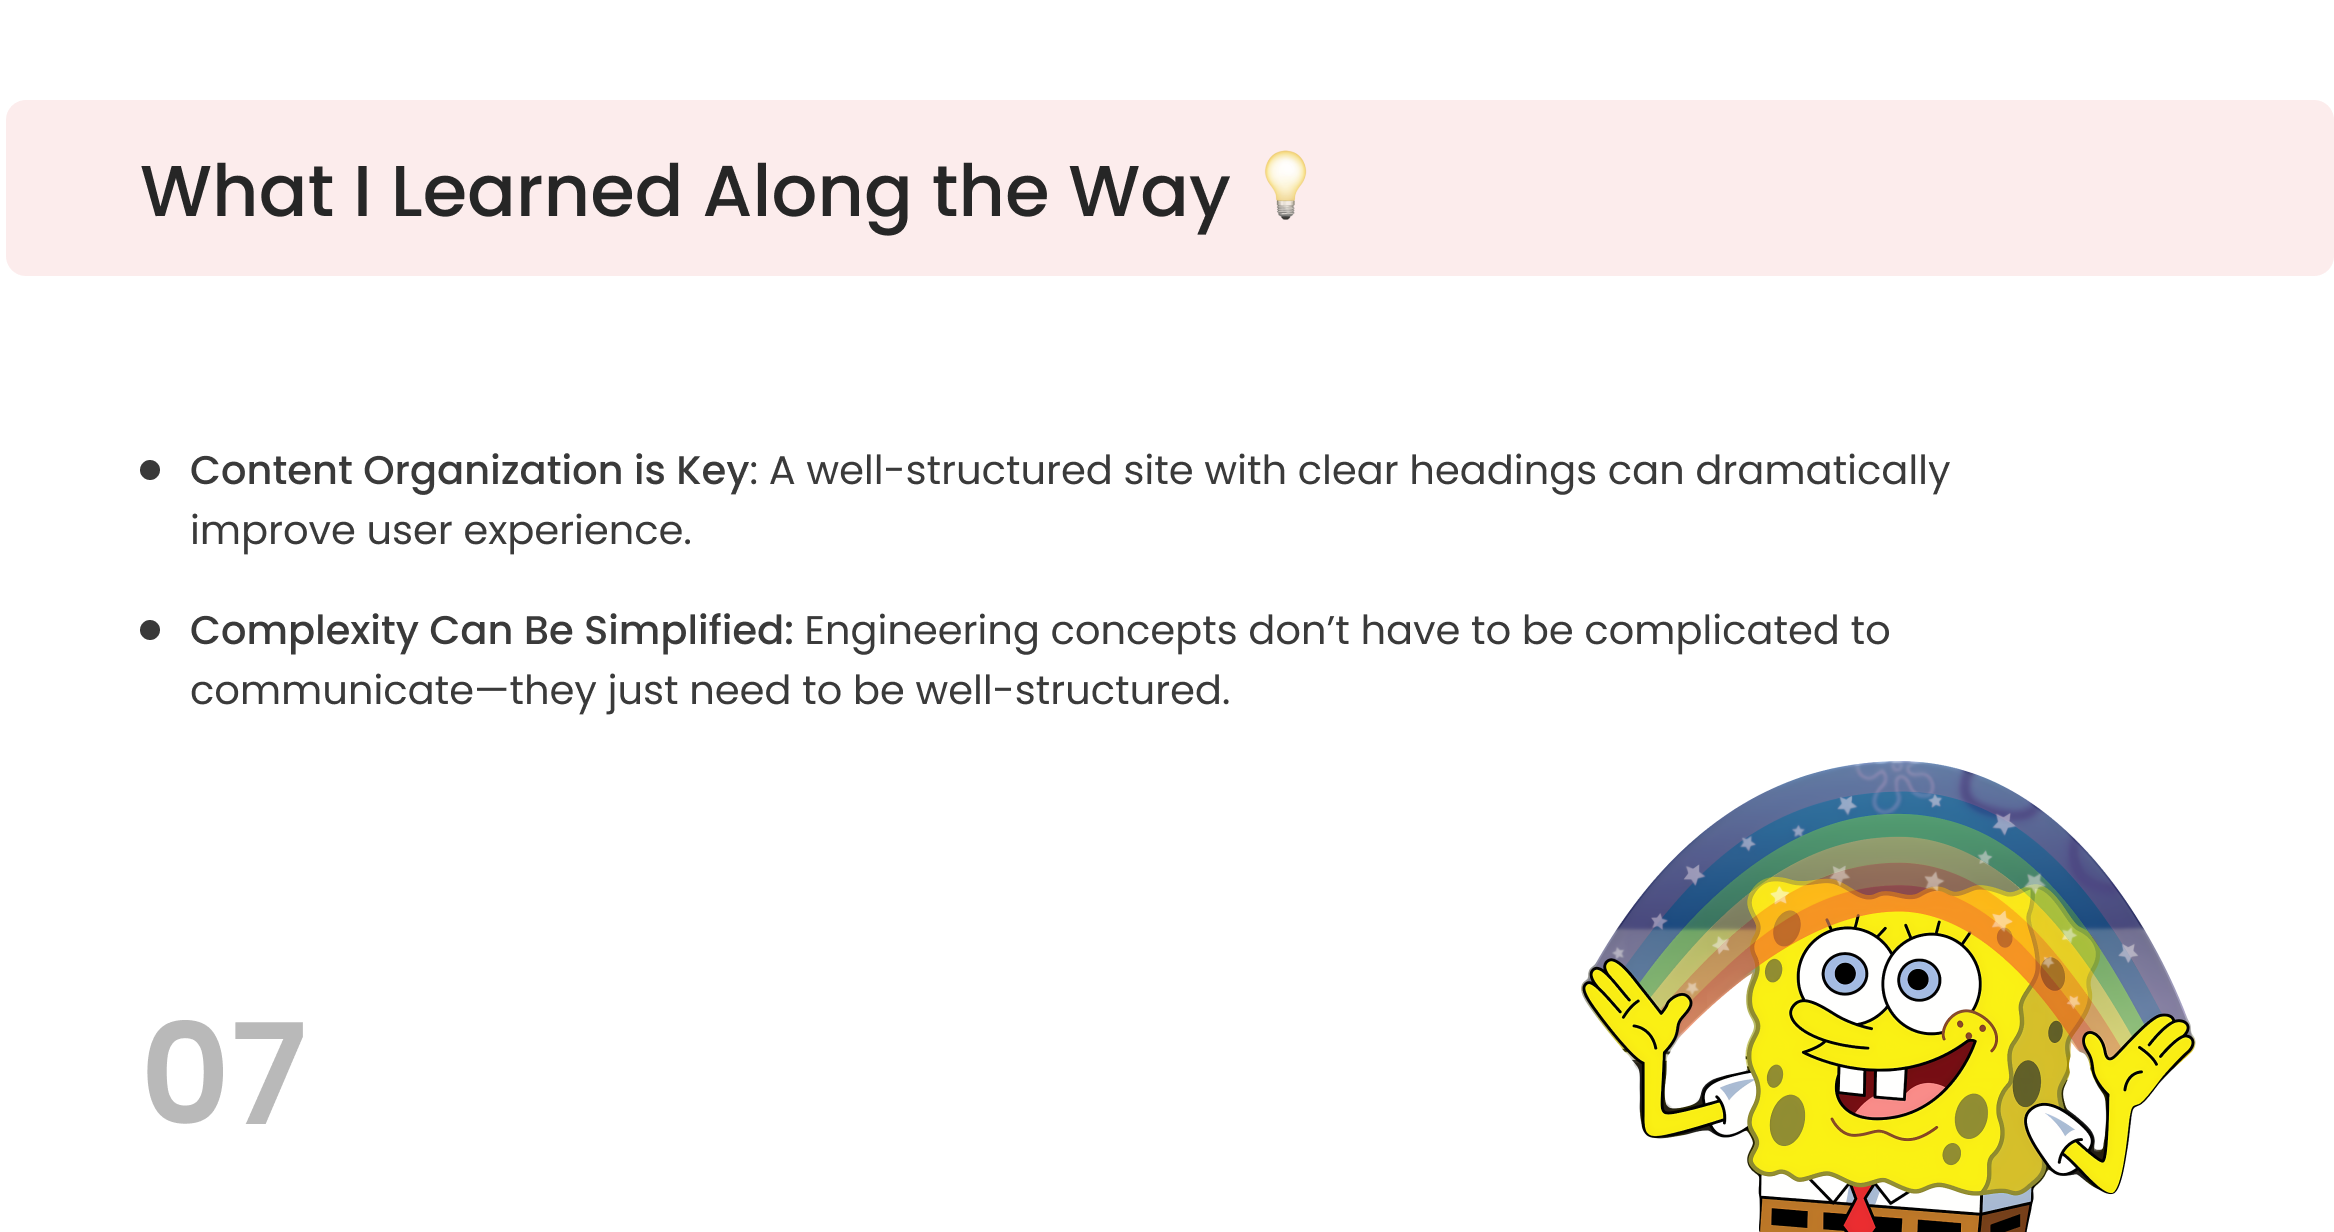 What I Learned Along the Way 💡
Content Organization is Key: A well-structured site with clear headings can dramatically
improve user experience.
Complexity Can Be Simplified: Engineering concepts don’t have to be complicated to
communicate—they just need to be well-structured.
07